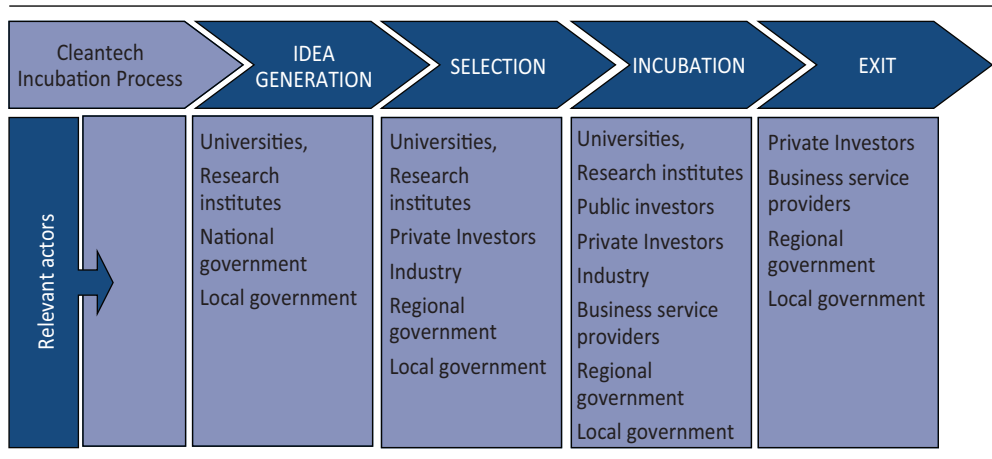 Cleantech
Incubation Process
IDEA
GENERATION
SELECTION
INCUBATION
EXIT
Relevant actors
Universities,
Research
institutes
National
government
Local government
Universities,
Research
institutes
Private Investors
Industry
Regional
government
Local government
Universities,
Research institutes
Public investors
Private Investors
Industry
Business service
providers
Regional
government
Local government
Private Investors
Business service
providers
Regional
government
Local government